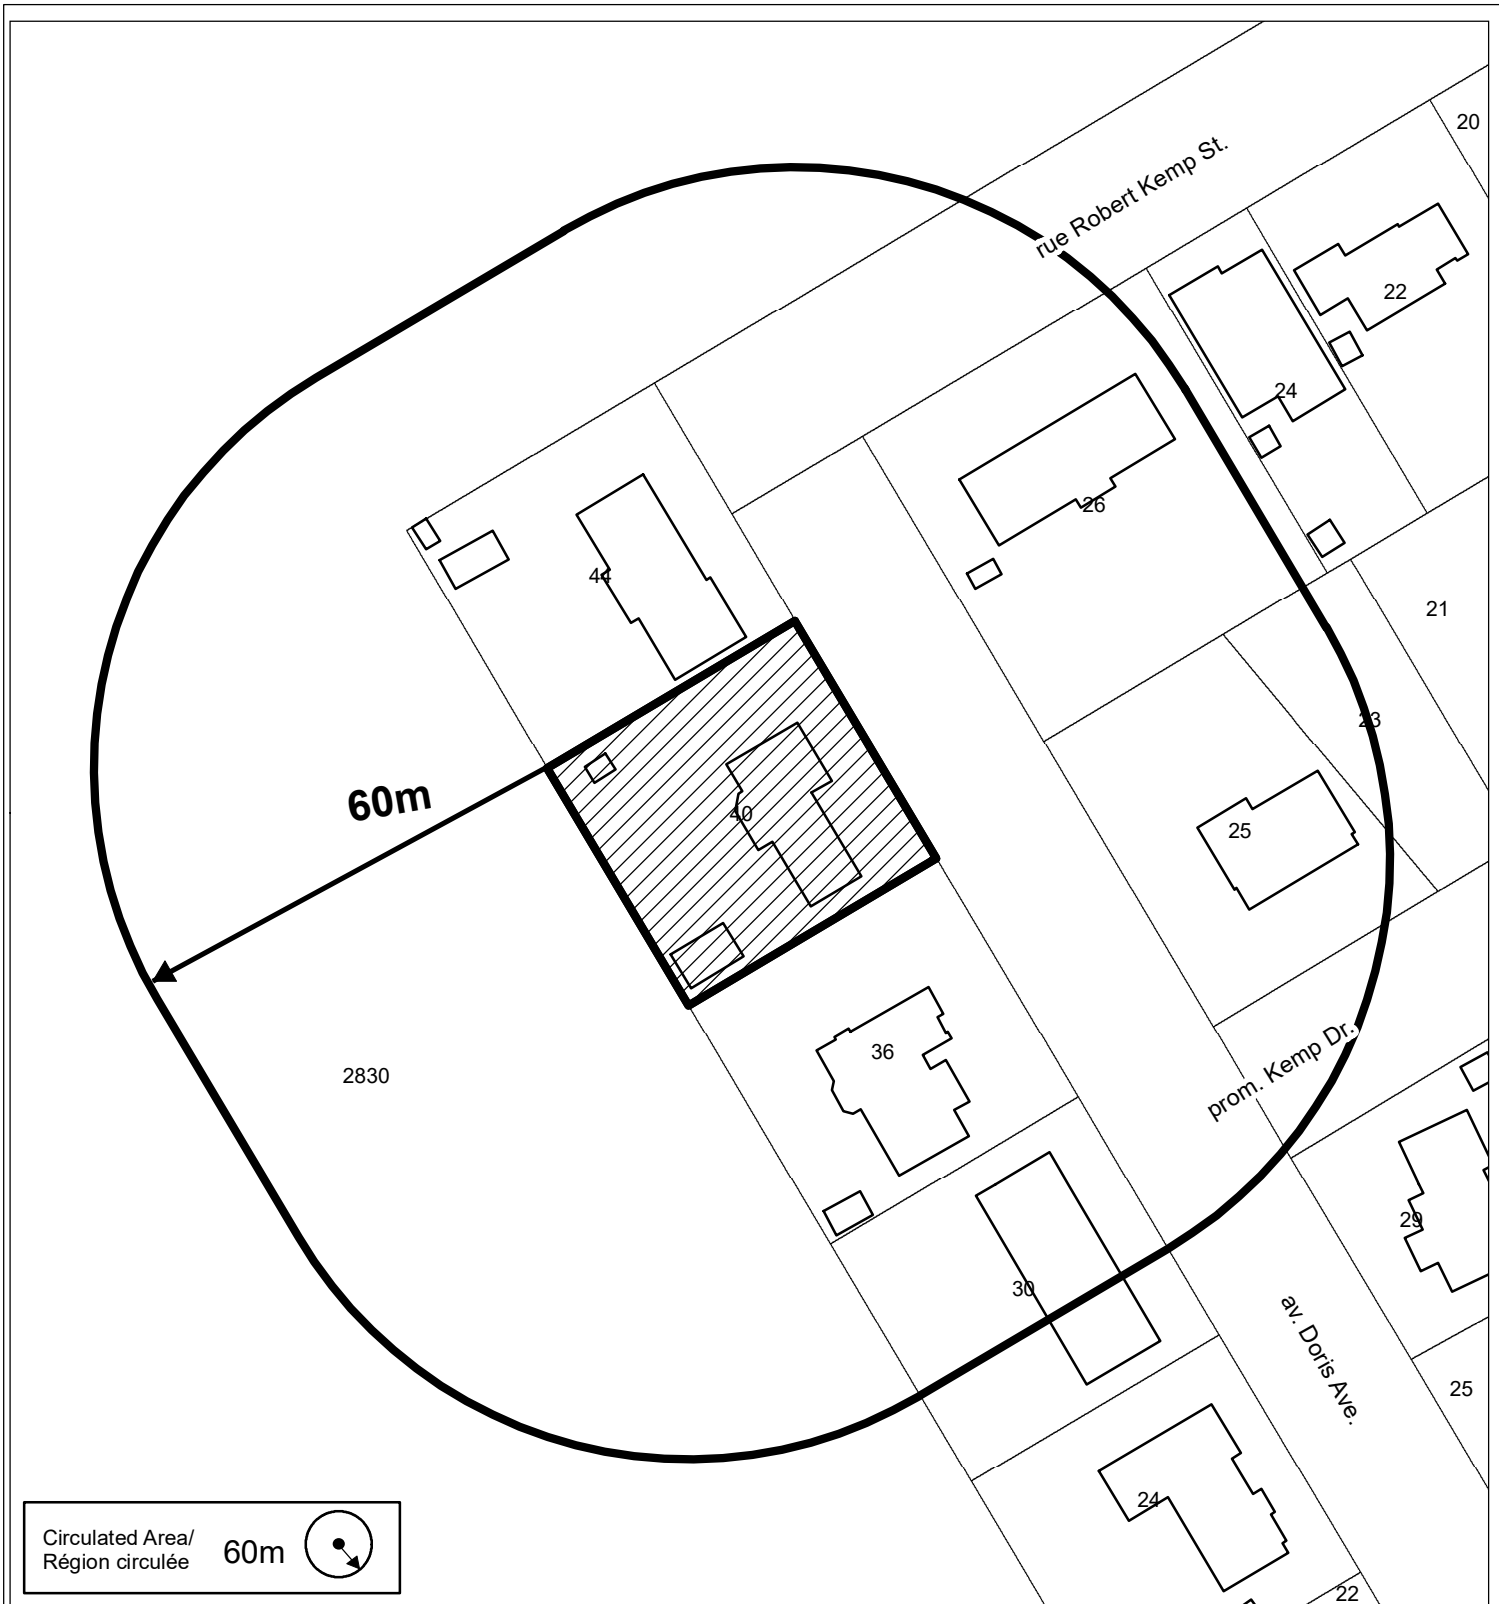 20
rue Robert Kemp St.
22
24
26
44
21
23
60m
40
25
36
2830
prom. Kemp Dr.
29
30
av. Doris Ave.
25
24
Circulated Area/
Région circulée
60m
22